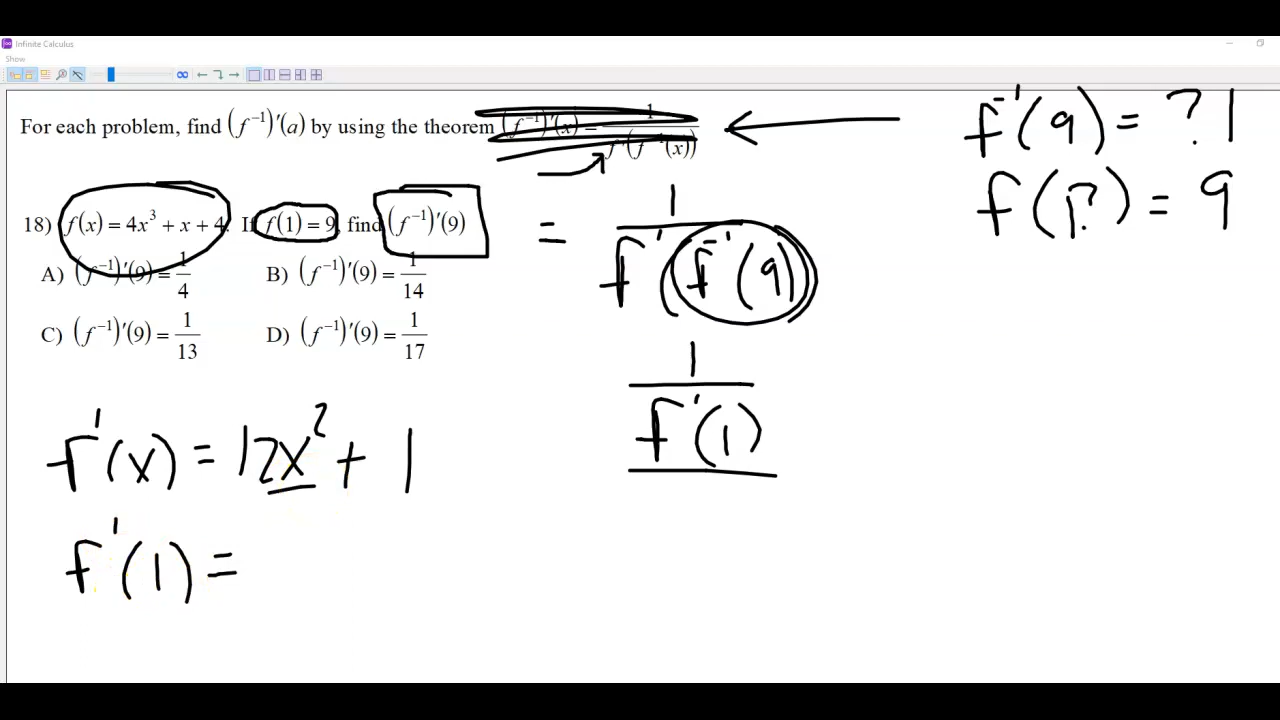 Infinite Calculus
Show
For each problem, find (f⁻¹)′(a) by using the theorem (f⁻¹)′(x) = 1 / f′(f⁻¹(x))
f⁻¹(9) = ? 1
f(?) = 9
18) f(x) = 4x³ + x + 4. If f(1) = 9, find (f⁻¹)′(9)
= 1 / f′(f⁻¹(9))
A) (f⁻¹)′(9) = 1/4
B) (f⁻¹)′(9) = 1/14
C) (f⁻¹)′(9) = 1/13
D) (f⁻¹)′(9) = 1/17
1 / f′(1)
f′(x) = 12x² + 1
f′(1) =